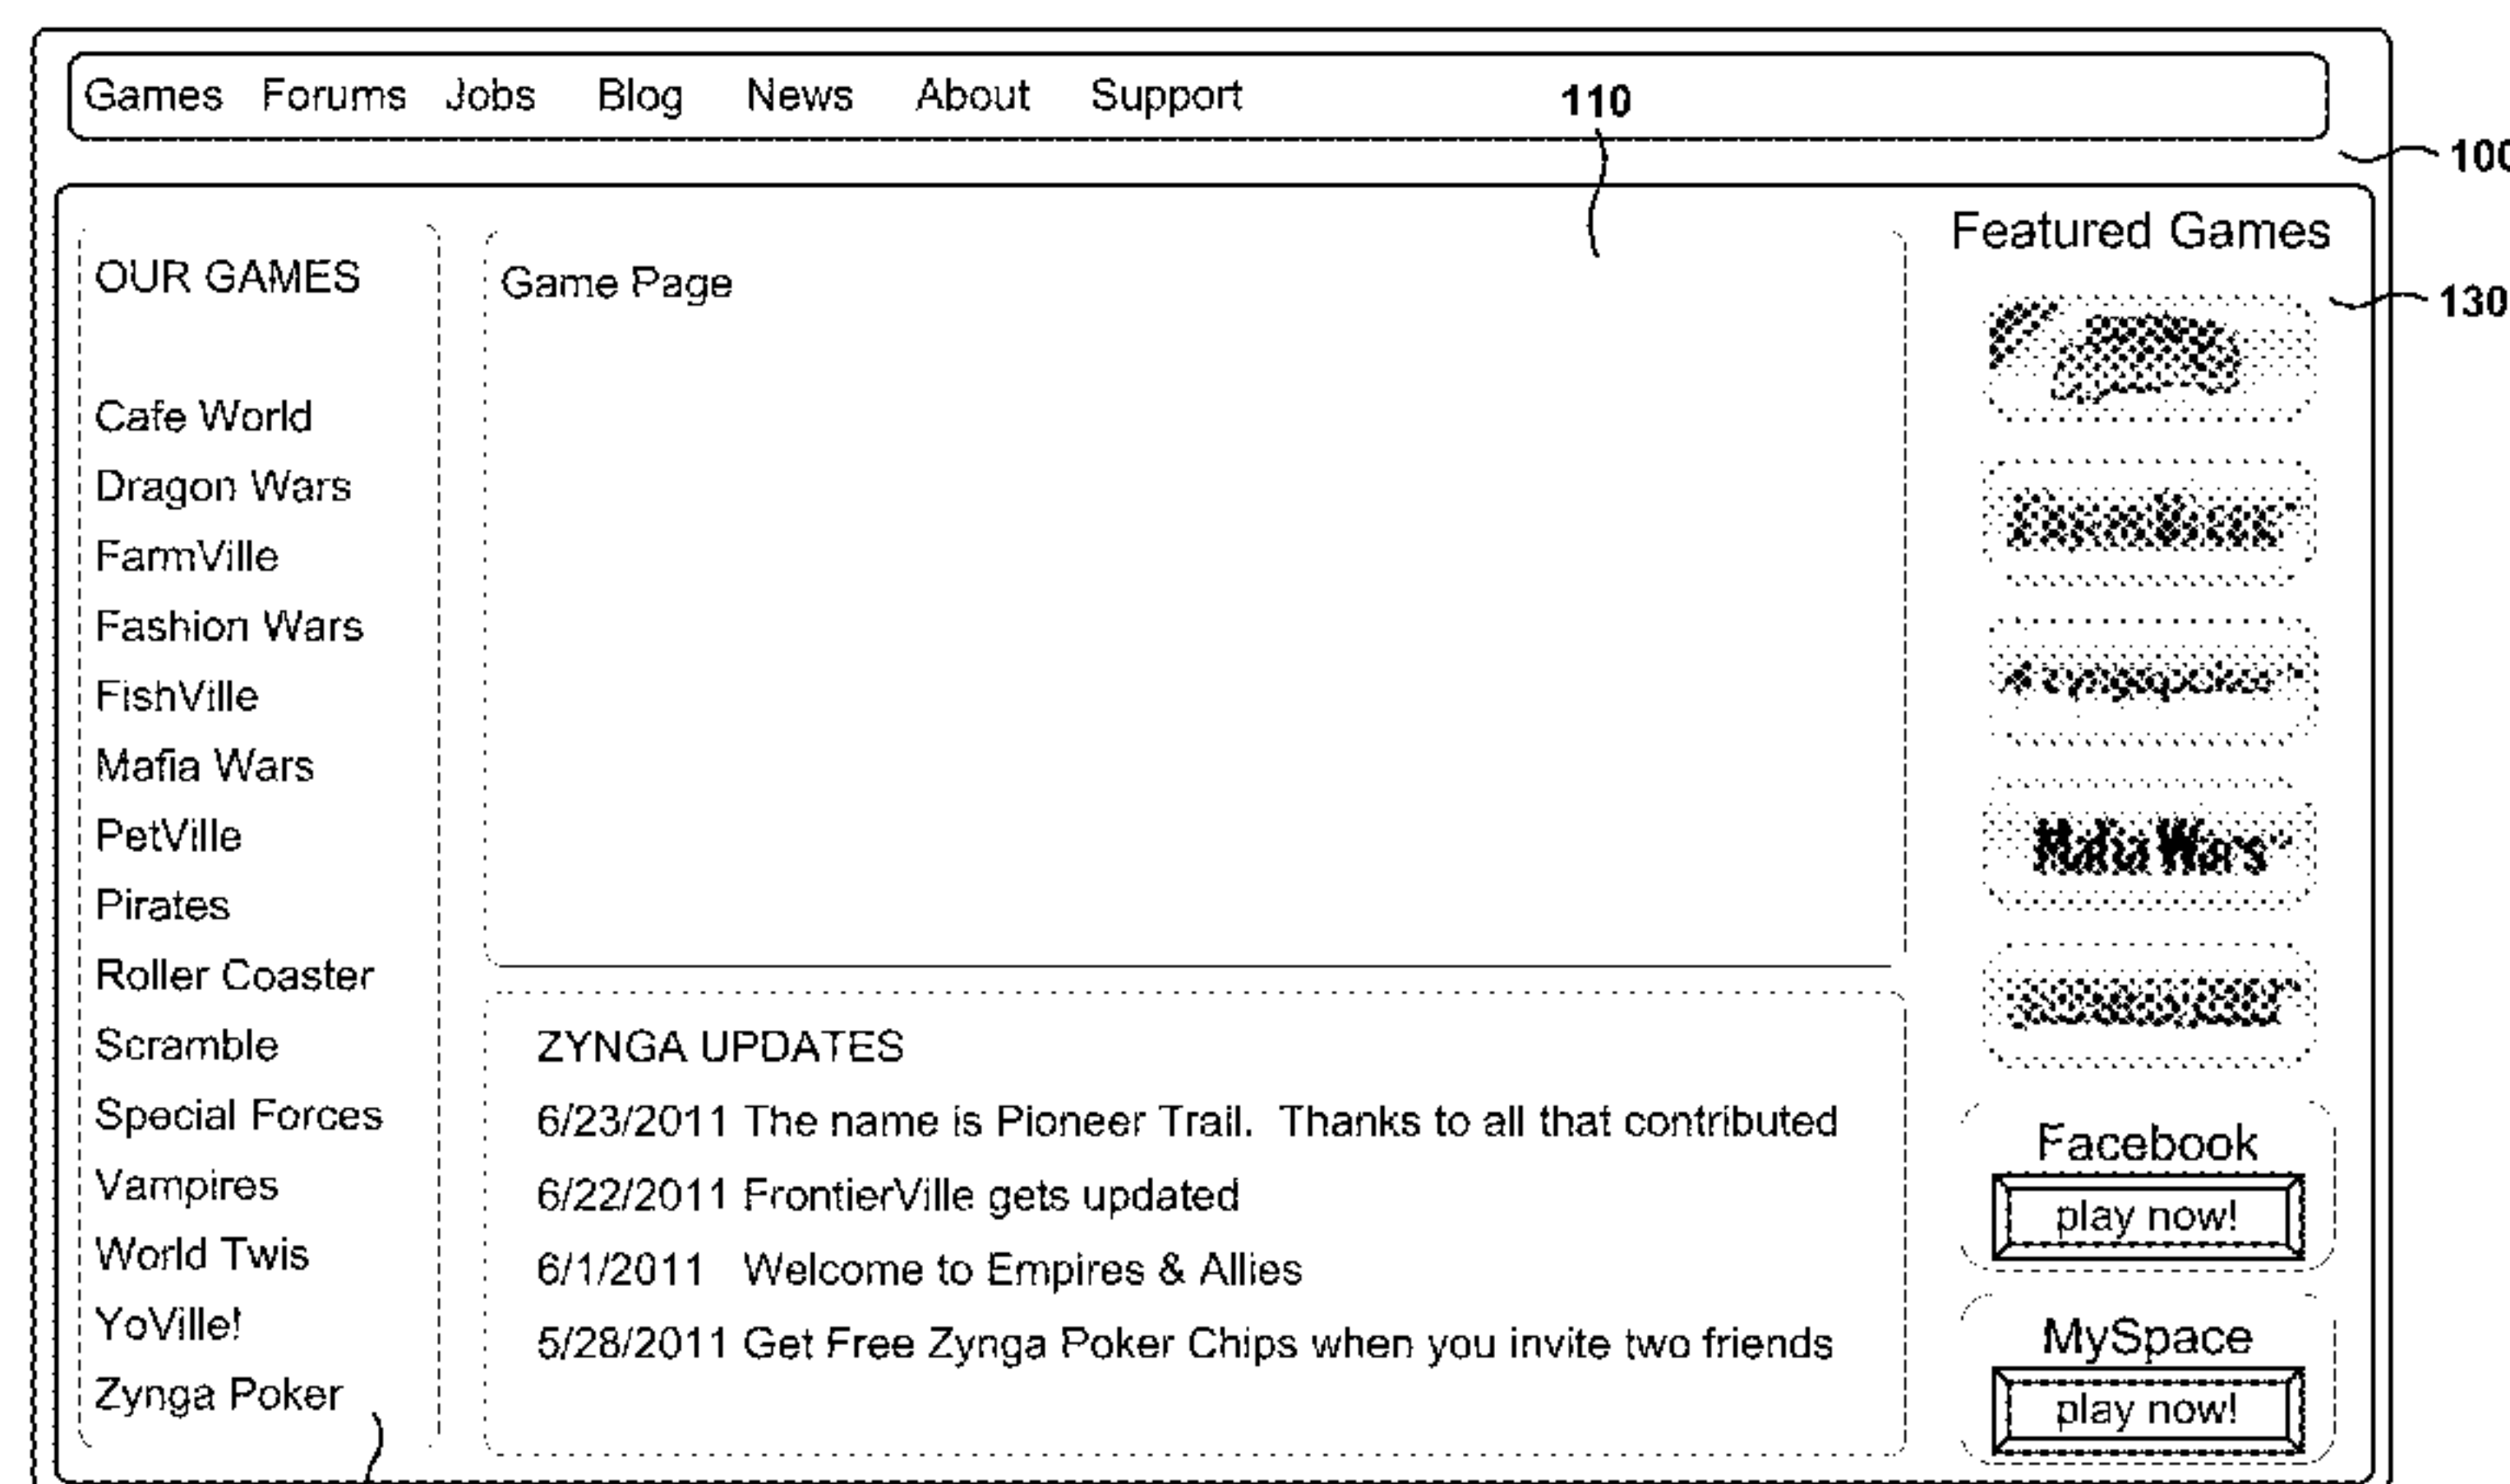 Games Forums Jobs Blog News About Support
110
100
OUR GAMES
Cafe World
Dragon Wars
FarmVille
Fashion Wars
FishVille
Mafia Wars
PetVille
Pirates
Roller Coaster
Scramble
Special Forces
Vampires
World Twis
YoVille!
Zynga Poker
Game Page
ZYNGA UPDATES
6/23/2011 The name is Pioneer Trail. Thanks to all that contributed
6/22/2011 FrontierVille gets updated
6/1/2011 Welcome to Empires & Allies
5/28/2011 Get Free Zynga Poker Chips when you invite two friends
Featured Games
130
Mafia Wars
Facebook
play now!
MySpace
play now!